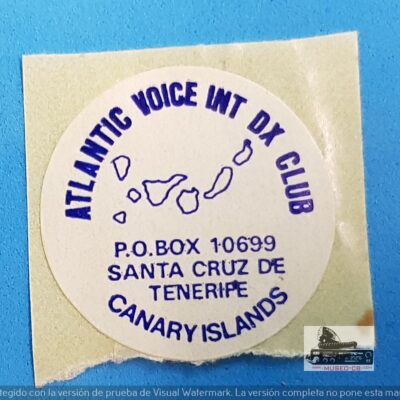 ATLANTIC VOICE INT DX CLUB
P.O.BOX 10699
SANTA CRUZ DE
TENERIFE
CANARY ISLANDS
MUSEO-CB
tegido con la versión de prueba de Visual Watermark. La versión completa no pone esta ma